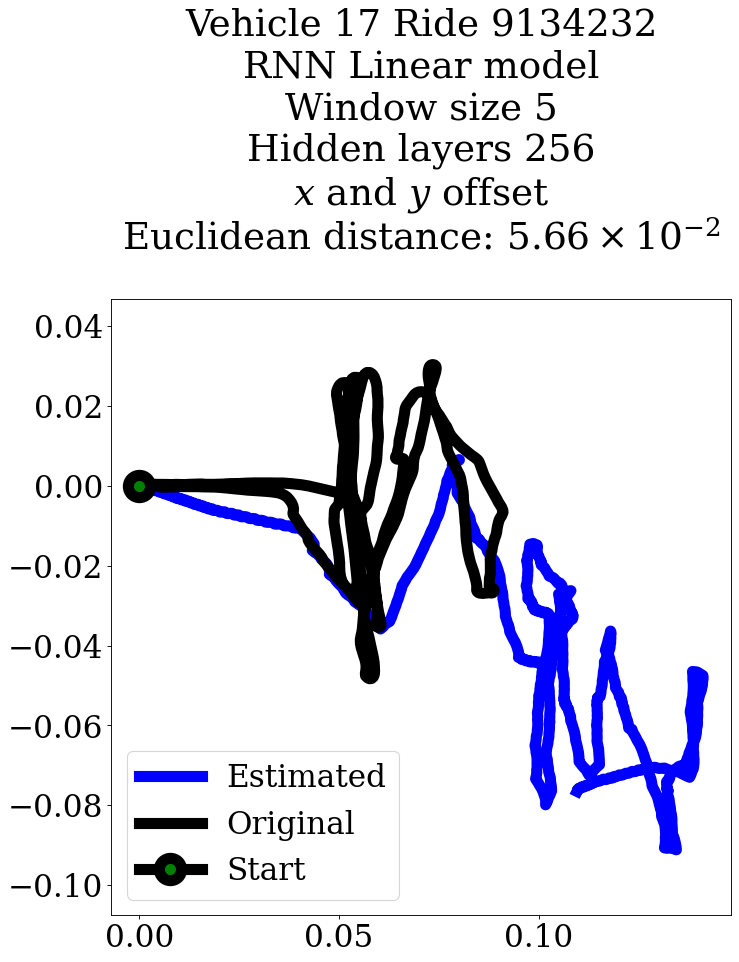 Vehicle 17 Ride 9134232
RNN Linear model
Window size 5
Hidden layers 256
x and y offset
Euclidean distance: 5.66 × 10⁻²
0.04
0.02
0.00
−0.02
−0.04
−0.06
−0.08
−0.10
Estimated
Original
Start
0.00 0.05 0.10